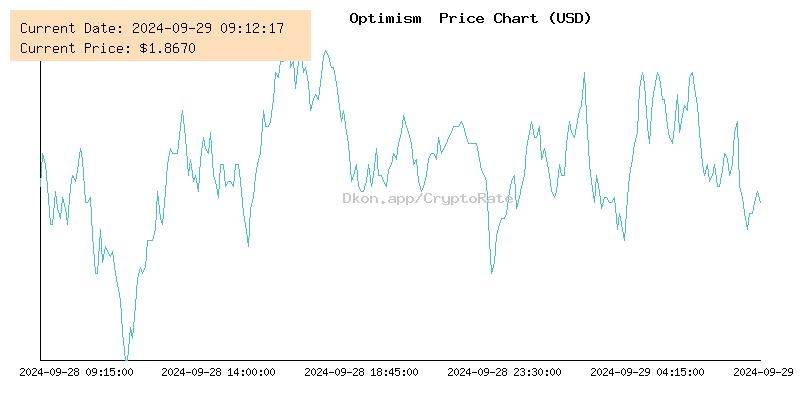 Optimism  Price Chart (USD)
Current Date: 2024-09-29 09:12:17
Current Price: $1.8670
Dkon.app/CryptoRate
2024-09-28 09:15:00 2024-09-28 14:00:00 2024-09-28 18:45:00 2024-09-28 23:30:00 2024-09-29 04:15:00 2024-09-29